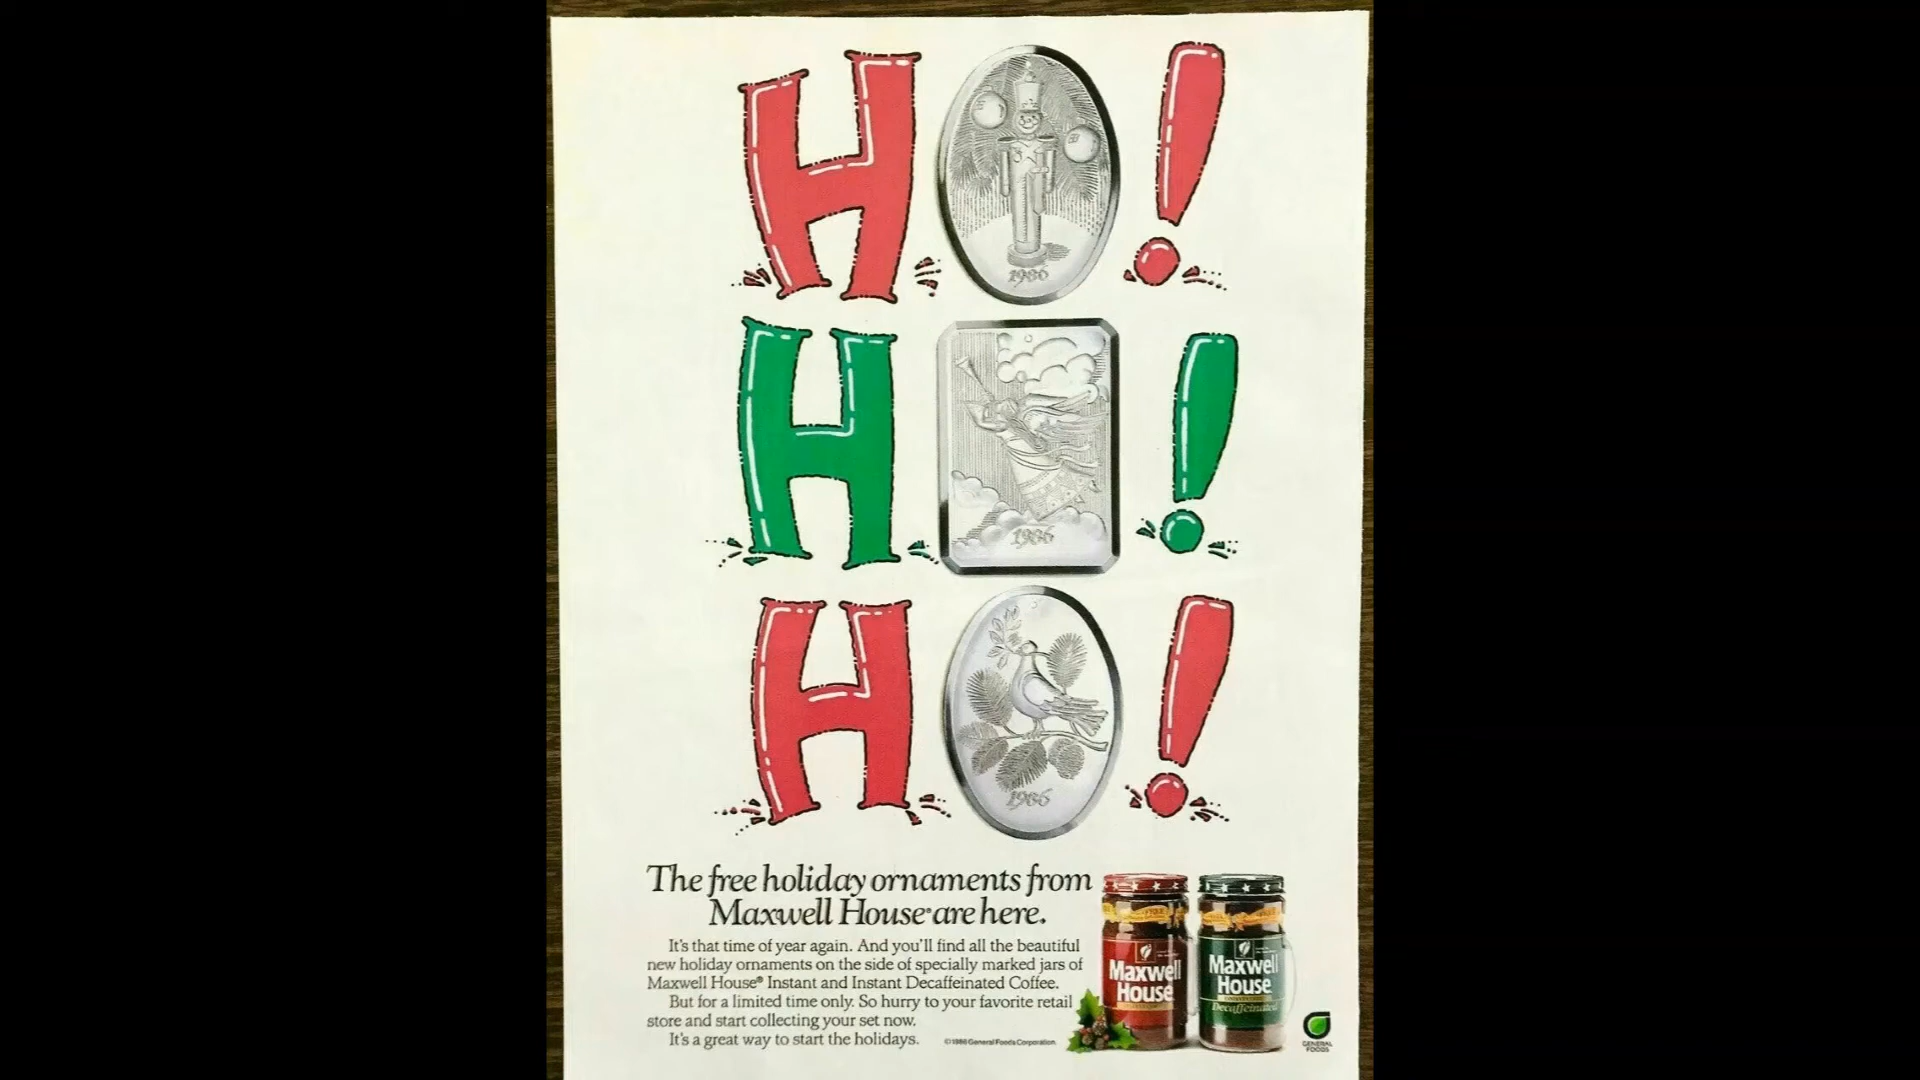 H !
1986
H !
1986
H !
1986
The free holiday ornaments from
Maxwell House® are here.
It's that time of year again. And you'll find all the beautiful
new holiday ornaments on the side of specially marked jars of
Maxwell House® Instant and Instant Decaffeinated Coffee.
But for a limited time only. So hurry to your favorite retail
store and start collecting your set now.
It's a great way to start the holidays.
©1986 General Foods Corporation.
Maxwell
House
Maxwell
House
Decaffeinated
GENERAL
FOODS